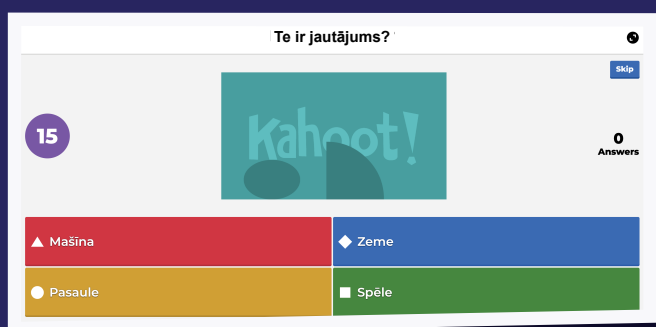 Te ir jautājums?
Skip
15
Kahoot!
0
Answers
Mašīna
Zeme
Pasaule
Spēle